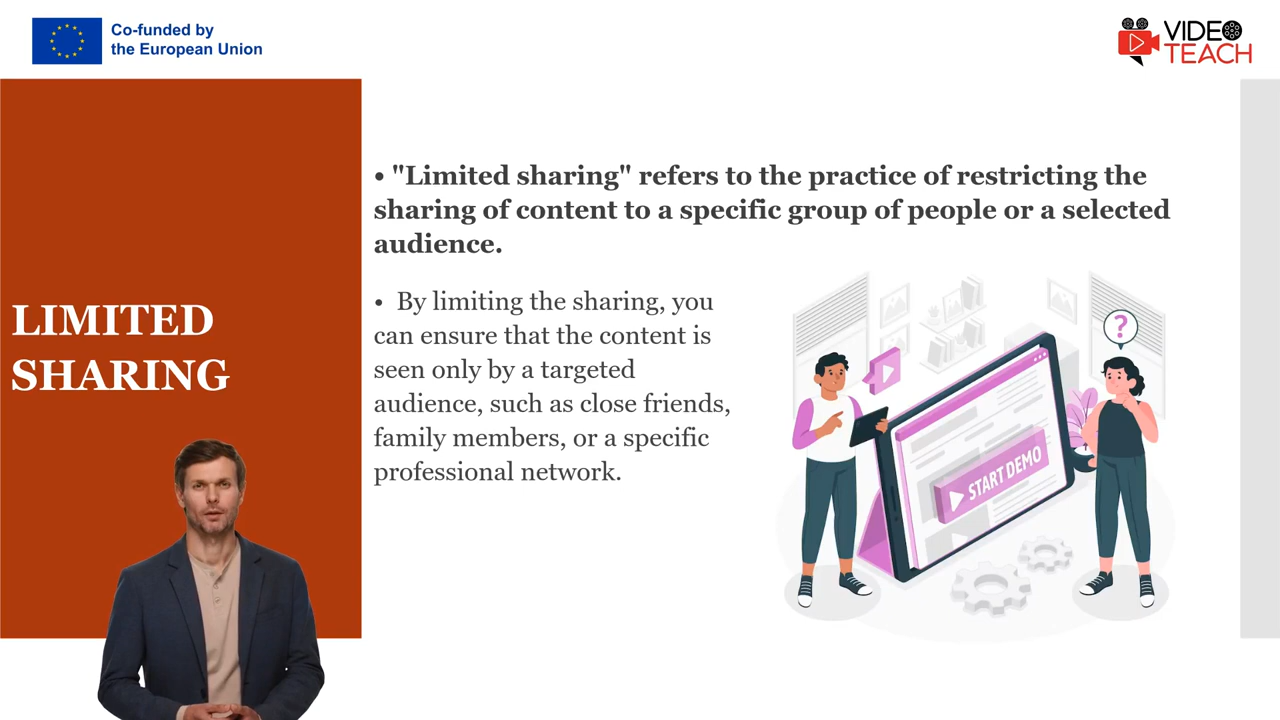 Co-funded by
the European Union
VIDEO
TEACH
LIMITED
SHARING
• "Limited sharing" refers to the practice of restricting the
sharing of content to a specific group of people or a selected
audience.
• By limiting the sharing, you
can ensure that the content is
seen only by a targeted
audience, such as close friends,
family members, or a specific
professional network.
?
START DEMO